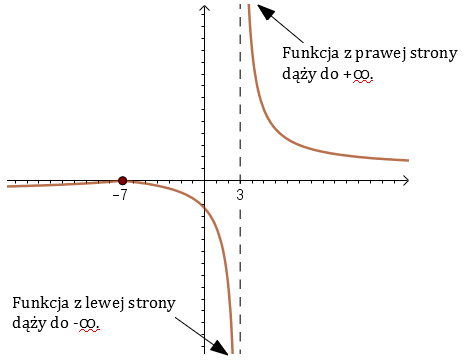 Funkcja z prawej strony
dąży do +∞.
-7
3
Funkcja z lewej strony
dąży do -∞.